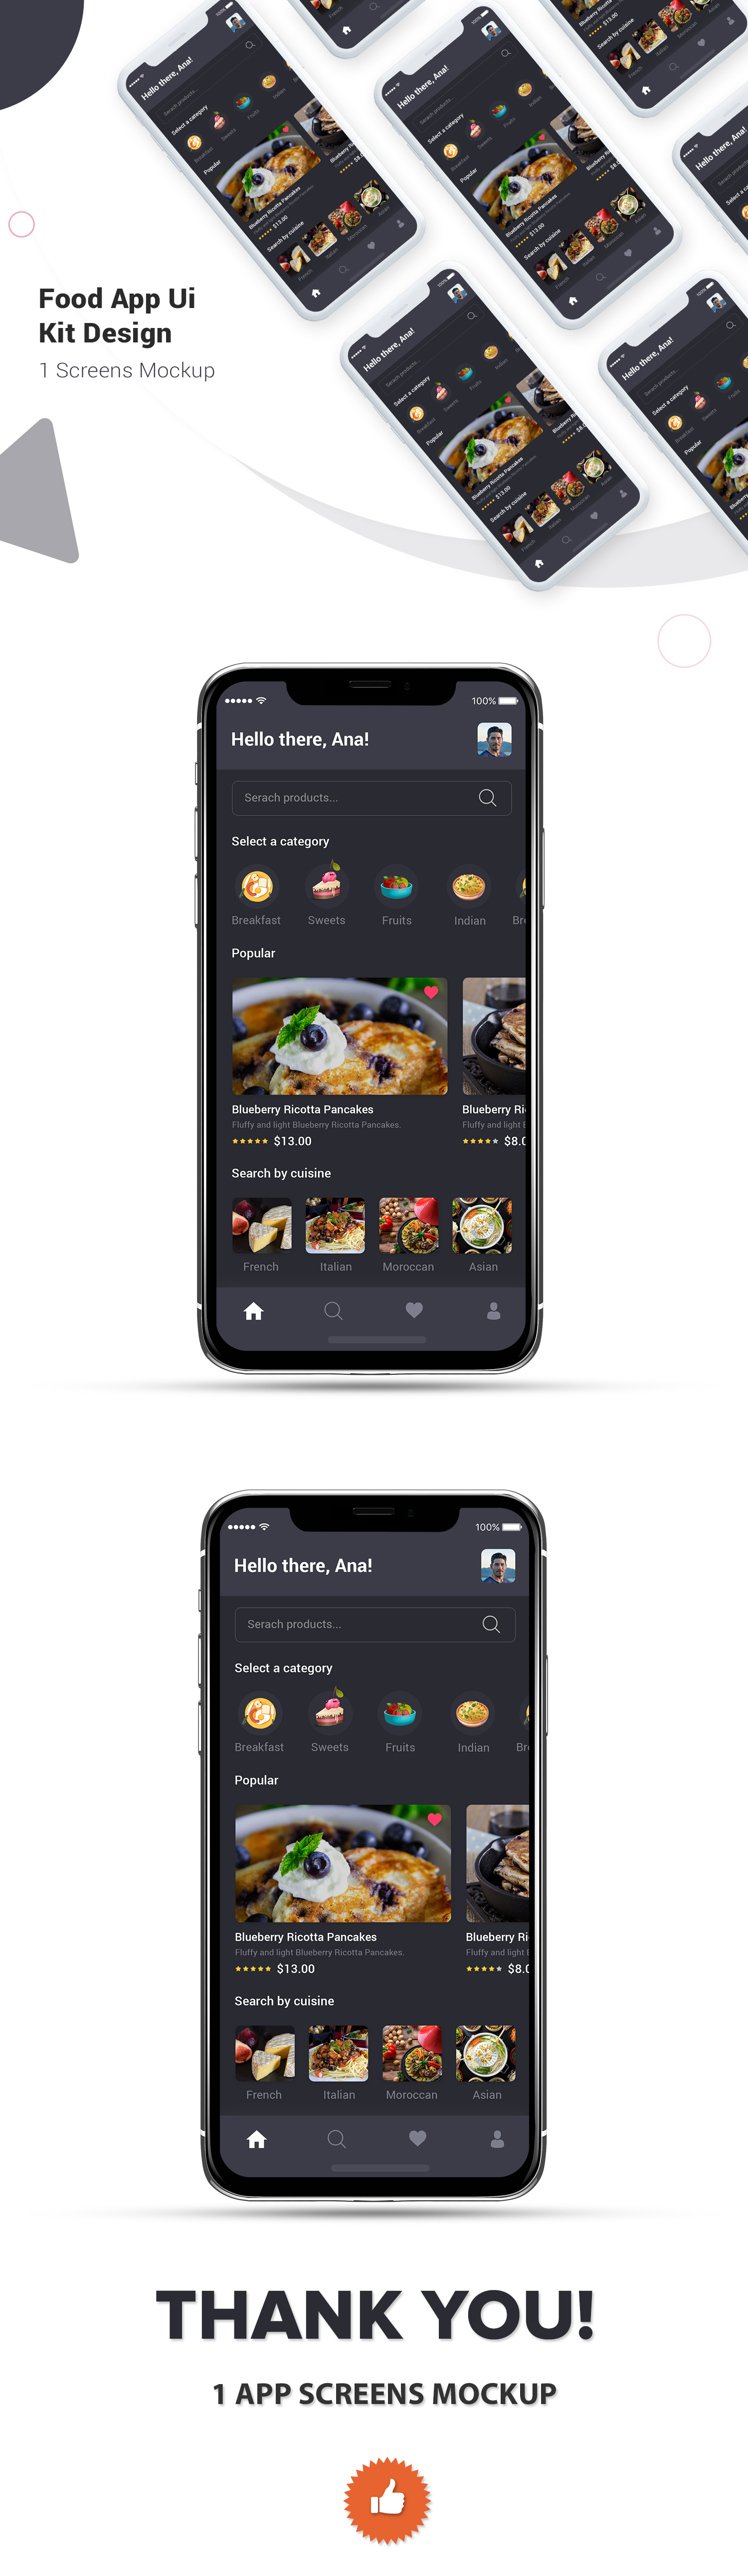 Food App Ui
Kit Design
1 Screens Mockup
100%
Hello there, Ana!
Serach products...
Select a category
Breakfast Sweets Fruits Indian Br
Popular
Blueberry Ricotta Pancakes Blueberry Ri
Fluffy and light Blueberry Ricotta Pancakes. Fluffy and light
$13.00 $8.0
Search by cuisine
French Italian Moroccan Asian
100%
Hello there, Ana!
Serach products...
Select a category
Breakfast Sweets Fruits Indian Br
Popular
Blueberry Ricotta Pancakes Blueberry Ri
Fluffy and light Blueberry Ricotta Pancakes. Fluffy and light
$13.00 $8.0
Search by cuisine
French Italian Moroccan Asian
THANK YOU!
1 APP SCREENS MOCKUP